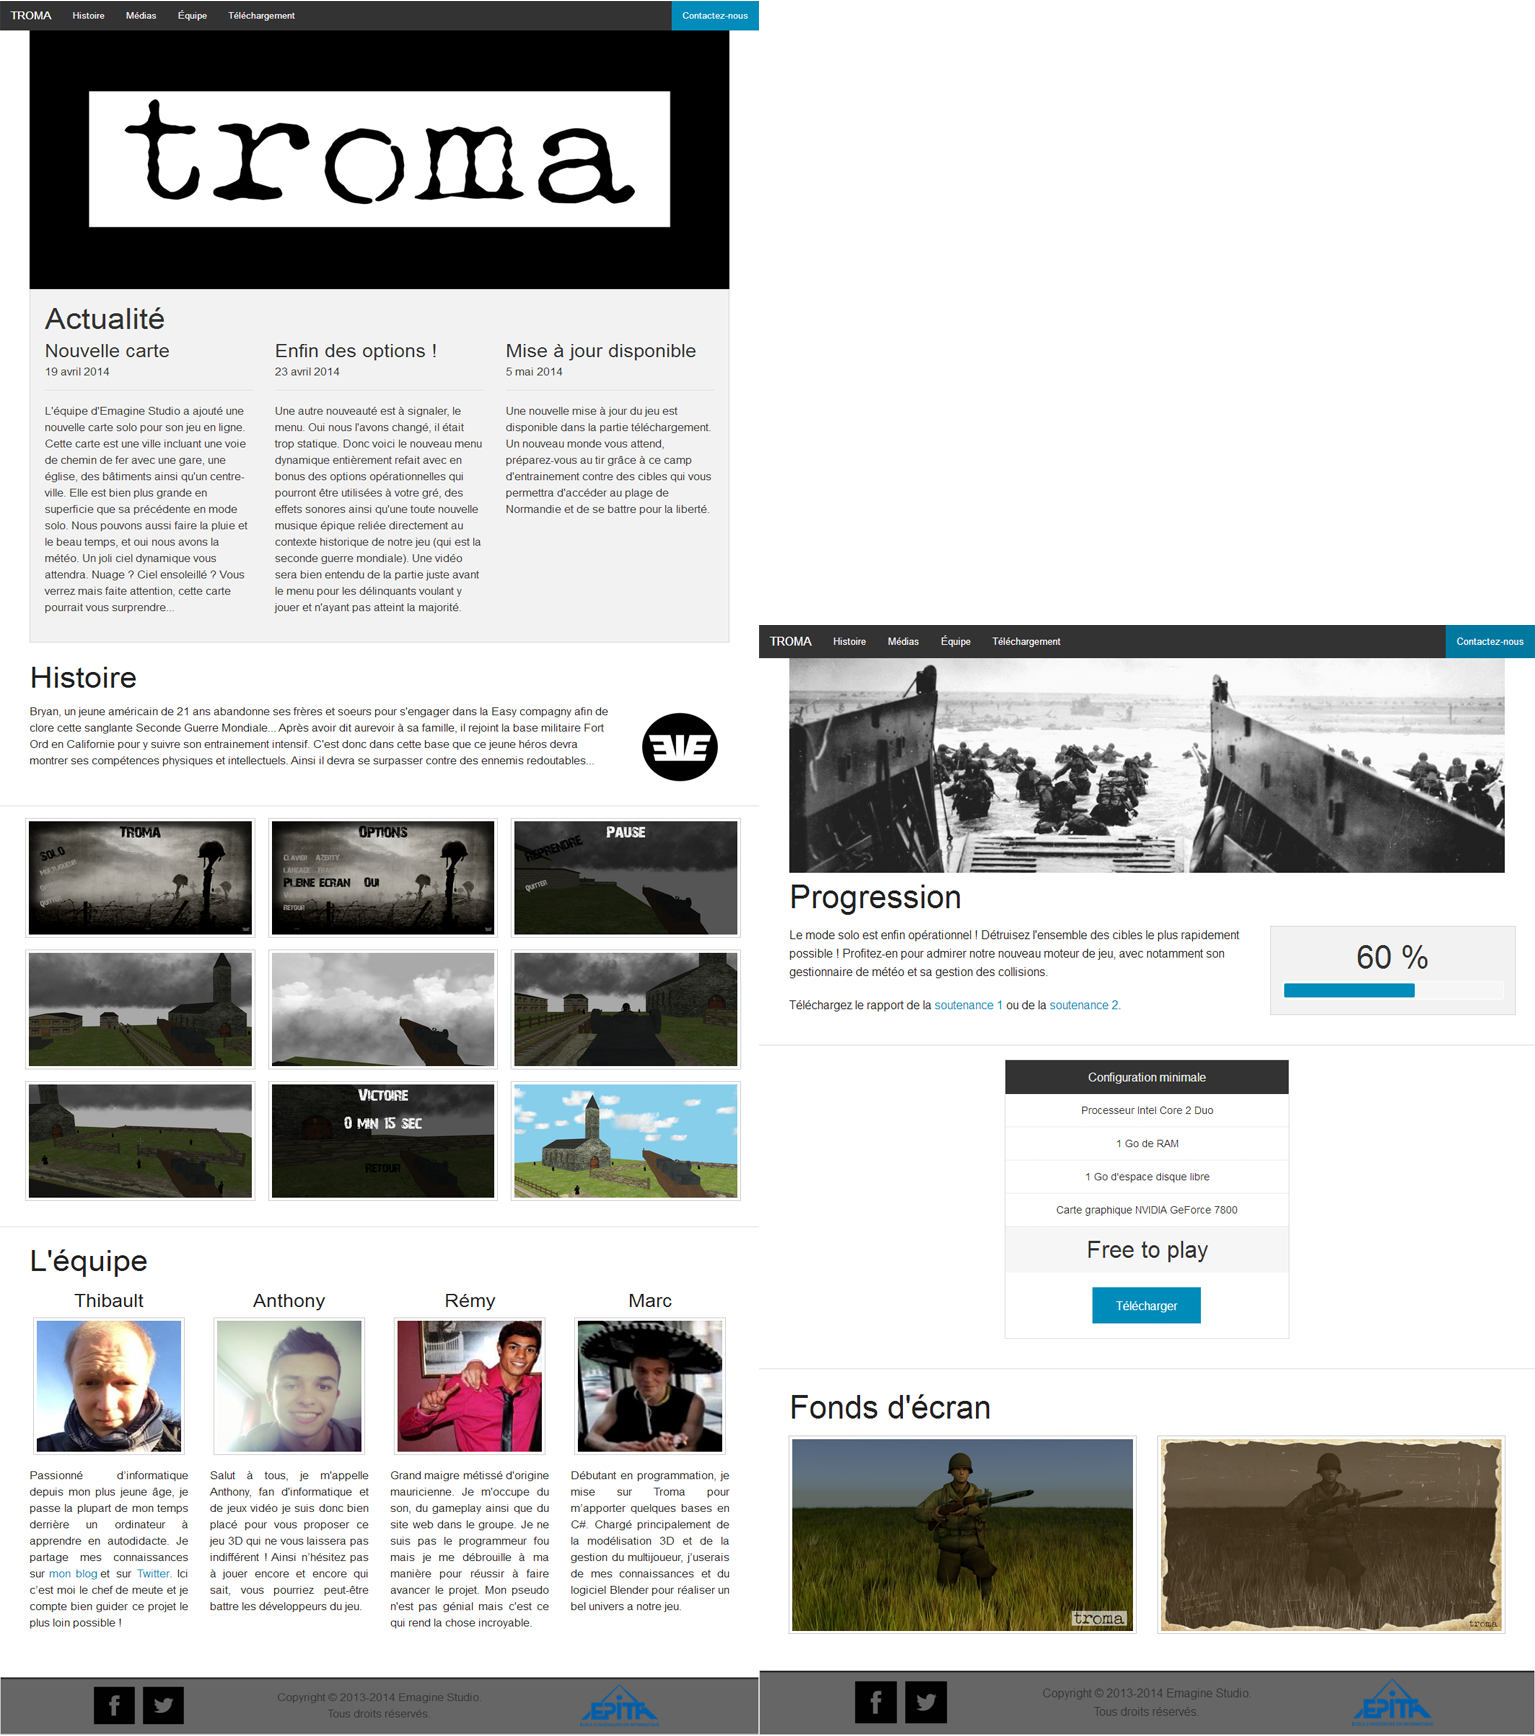 TROMA Histoire Médias Équipe Téléchargement Contactez-nous
troma
Actualité
Nouvelle carte
19 avril 2014
L'équipe d'Emagine Studio a ajouté une
nouvelle carte solo pour son jeu en ligne.
Cette carte est une ville incluant une voie
de chemin de fer avec une gare, une
église, des bâtiments ainsi qu'un centre-
ville. Elle est bien plus grande en
superficie que sa précédente en mode
solo. Nous pouvons aussi faire la pluie et
le beau temps, et oui nous avons la
météo. Un joli ciel dynamique vous
attendra. Nuage ? Ciel ensoleillé ? Vous
verrez mais faite attention, cette carte
pourrait vous surprendre...
Enfin des options !
23 avril 2014
Une autre nouveauté est à signaler, le
menu. Oui nous l'avons changé, il était
trop statique. Donc voici le nouveau menu
dynamique entièrement refait avec en
bonus des options opérationnelles qui
pourront être utilisées à votre gré, des
effets sonores ainsi qu'une toute nouvelle
musique épique reliée directement au
contexte historique de notre jeu (qui est la
seconde guerre mondiale). Une vidéo
sera bien entendu de la partie juste avant
le menu pour les délinquants voulant y
jouer et n'ayant pas atteint la majorité.
Mise à jour disponible
5 mai 2014
Une nouvelle mise à jour du jeu est
disponible dans la partie téléchargement.
Un nouveau monde vous attend,
préparez-vous au tir grâce à ce camp
d'entrainement contre des cibles qui vous
permettra d'accéder au plage de
Normandie et de se battre pour la liberté.
Histoire
Bryan, un jeune américain de 21 ans abandonne ses frères et soeurs pour s'engager dans la Easy compagny afin de
clore cette sanglante Seconde Guerre Mondiale... Après avoir dit aurevoir à sa famille, il rejoint la base militaire Fort
Ord en Californie pour y suivre son entrainement intensif. C'est donc dans cette base que ce jeune héros devra
montrer ses compétences physiques et intellectuels. Ainsi il devra se surpasser contre des ennemis redoutables...
TROMA
SOLO
MULTIJOUEUR
QUITTER
OPTIONS
CLAVIER AZERTY
PLEINE ECRAN OUI
RETOUR
PAUSE
REPRENDRE
QUITTER
VICTOIRE
0 MIN 15 SEC
RETOUR
L'équipe
Thibault
Passionné d'informatique
depuis mon plus jeune âge, je
passe la plupart de mon temps
derrière un ordinateur à
apprendre en autodidacte. Je
partage mes connaissances
sur mon blog et sur Twitter. Ici
c'est moi le chef de meute et je
compte bien guider ce projet le
plus loin possible !
Anthony
Salut à tous, je m'appelle
Anthony, fan d'informatique et
de jeux vidéo je suis donc bien
placé pour vous proposer ce
jeu 3D qui ne vous laissera pas
indifférent ! Ainsi n'hésitez pas
à jouer encore et encore qui
sait, vous pourriez peut-être
battre les développeurs du jeu.
Rémy
Grand maigre métissé d'origine
mauricienne. Je m'occupe du
son, du gameplay ainsi que du
site web dans le groupe. Je ne
suis pas le programmeur fou
mais je me débrouille à ma
manière pour réussir à faire
avancer le projet. Mon pseudo
n'est pas génial mais c'est ce
qui rend la chose incroyable.
Marc
Débutant en programmation, je
mise sur Troma pour
m'apporter quelques bases en
C#. Chargé principalement de
la modélisation 3D et de la
gestion du multijoueur, j'userais
de mes connaissances et du
logiciel Blender pour réaliser un
bel univers a notre jeu.
Copyright © 2013-2014 Emagine Studio.
Tous droits réservés.
EPITA
TROMA Histoire Médias Équipe Téléchargement Contactez-nous
Progression
Le mode solo est enfin opérationnel ! Détruisez l'ensemble des cibles le plus rapidement
possible ! Profitez-en pour admirer notre nouveau moteur de jeu, avec notamment son
gestionnaire de météo et sa gestion des collisions.
Téléchargez le rapport de la soutenance 1 ou de la soutenance 2.
60 %
Configuration minimale
Processeur Intel Core 2 Duo
1 Go de RAM
1 Go d'espace disque libre
Carte graphique NVIDIA GeForce 7800
Free to play
Télécharger
Fonds d'écran
troma
troma
Copyright © 2013-2014 Emagine Studio.
Tous droits réservés.
EPITA